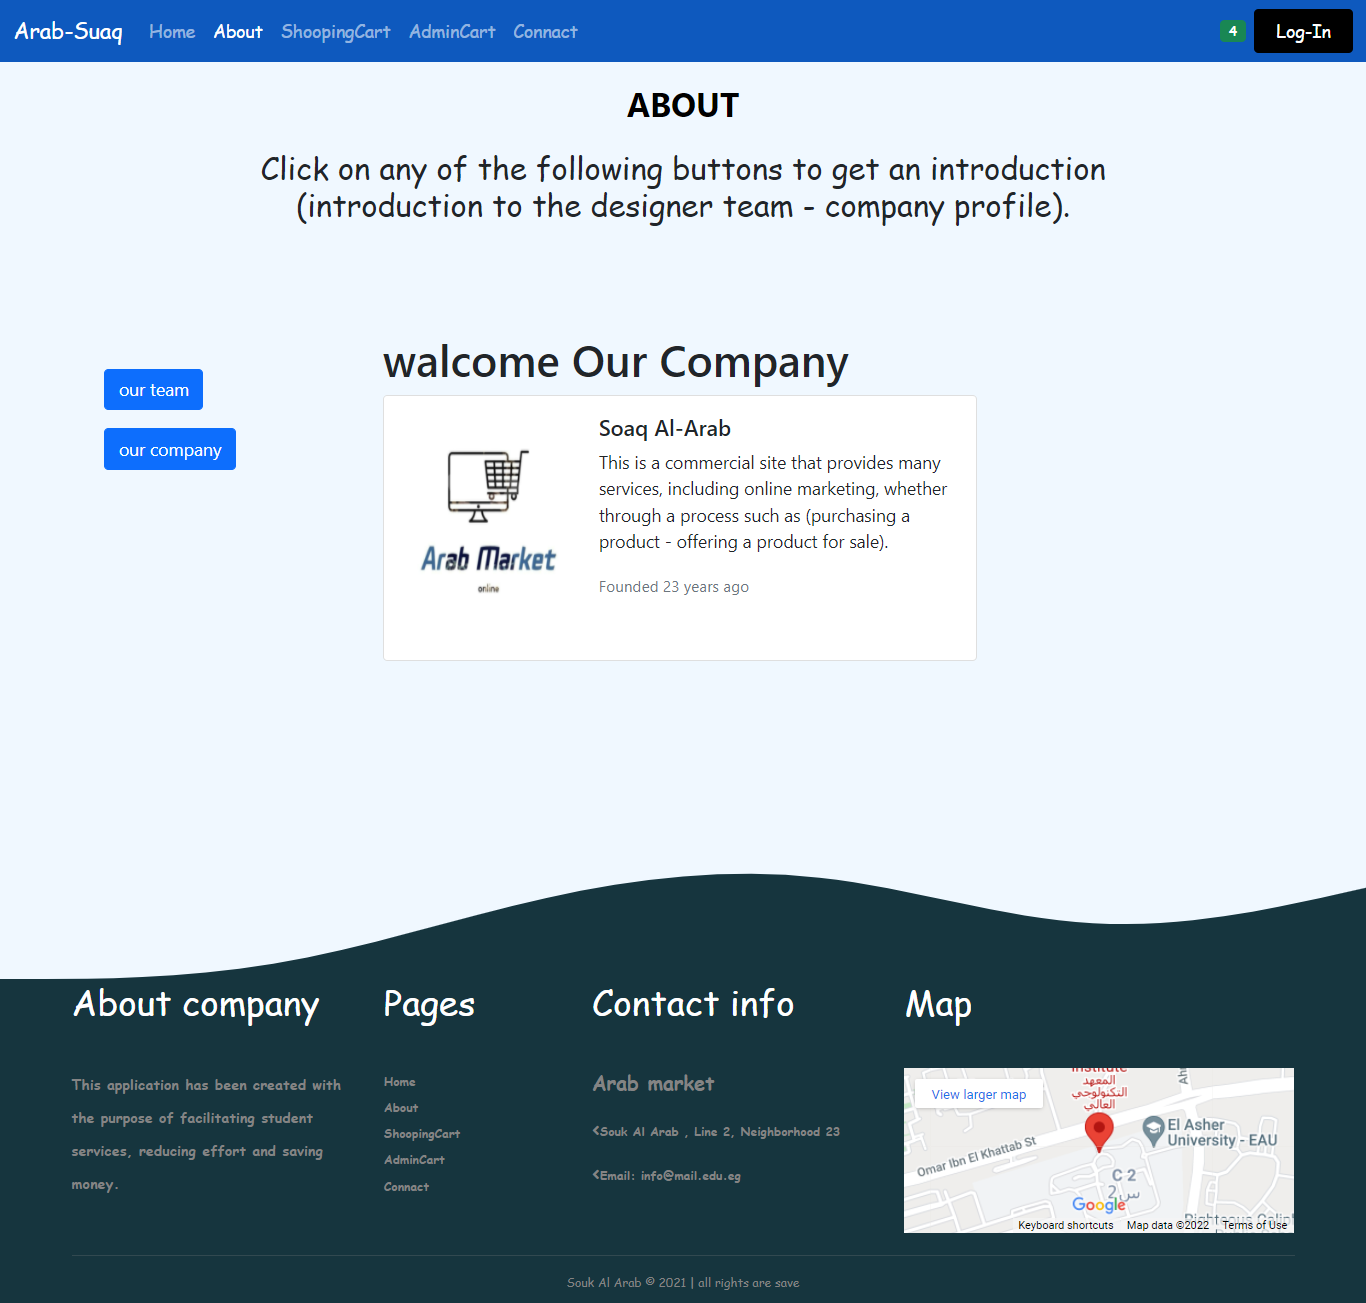 Arab-Suaq Home About ShoopingCart AdminCart Connact 4 Log-In
ABOUT
Click on any of the following buttons to get an introduction
(introduction to the designer team - company profile).
our team
our company
walcome Our Company
Arab Market
online
Soaq Al-Arab
This is a commercial site that provides many
services, including online marketing, whether
through a process such as (purchasing a
product - offering a product for sale).
Founded 23 years ago
About company
This application has been created with
the purpose of facilitating student
services, reducing effort and saving
money.
Pages
Home
About
ShoopingCart
AdminCart
Connact
Contact info
Arab market
<Souk Al Arab , Line 2, Neighborhood 23
<Email: info@mail.edu.eg
Map
View larger map
Institute
المعهد
التكنولوجي
العالي
El Asher
University - EAU
Omar Ibn El Khattab St
C 2
س 2
Google
Keyboard shortcuts Map data ©2022 Terms of Use
Souk Al Arab © 2021 | all rights are save